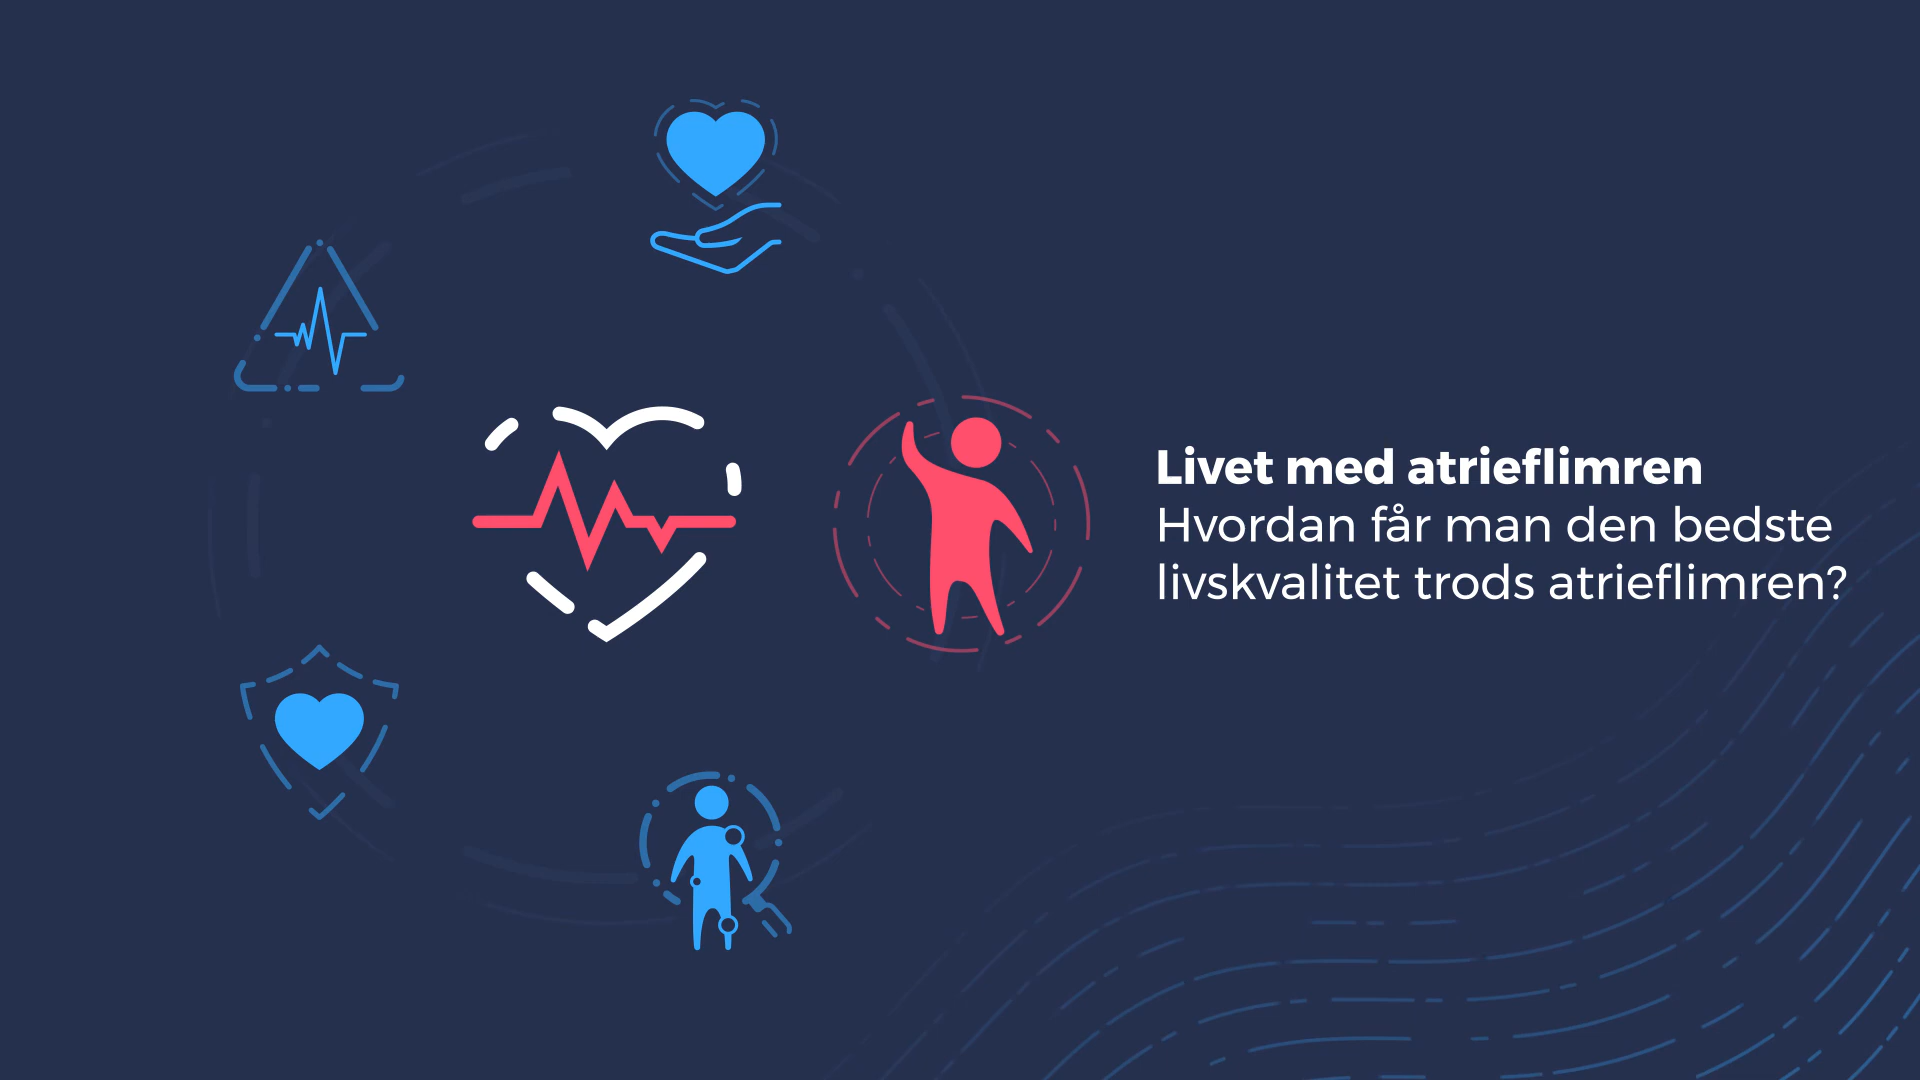 Livet med atrieflimren
Hvordan får man den bedste
livskvalitet trods atrieflimren?